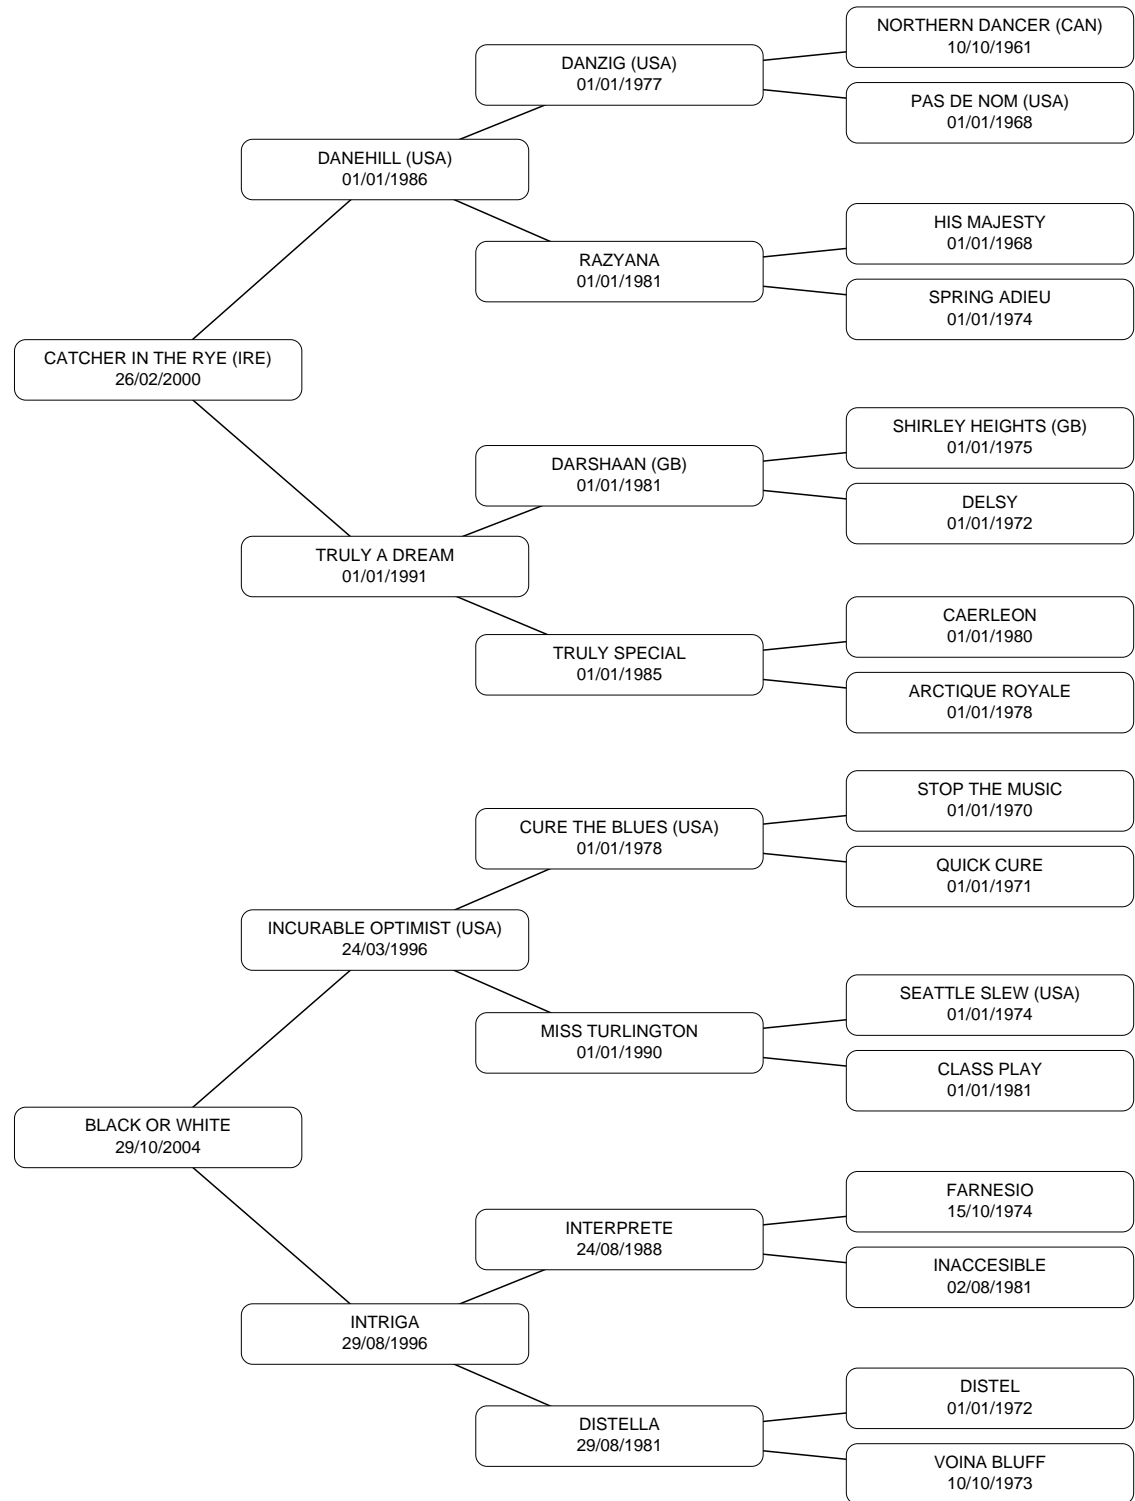 NORTHERN DANCER (CAN)
10/10/1961
DANZIG (USA)
01/01/1977
PAS DE NOM (USA)
01/01/1968
DANEHILL (USA)
01/01/1986
HIS MAJESTY
01/01/1968
RAZYANA
01/01/1981
SPRING ADIEU
01/01/1974
CATCHER IN THE RYE (IRE)
26/02/2000
SHIRLEY HEIGHTS (GB)
01/01/1975
DARSHAAN (GB)
01/01/1981
DELSY
01/01/1972
TRULY A DREAM
01/01/1991
CAERLEON
01/01/1980
TRULY SPECIAL
01/01/1985
ARCTIQUE ROYALE
01/01/1978
STOP THE MUSIC
01/01/1970
CURE THE BLUES (USA)
01/01/1978
QUICK CURE
01/01/1971
INCURABLE OPTIMIST (USA)
24/03/1996
SEATTLE SLEW (USA)
01/01/1974
MISS TURLINGTON
01/01/1990
CLASS PLAY
01/01/1981
BLACK OR WHITE
29/10/2004
FARNESIO
15/10/1974
INTERPRETE
24/08/1988
INACCESIBLE
02/08/1981
INTRIGA
29/08/1996
DISTEL
01/01/1972
DISTELLA
29/08/1981
VOINA BLUFF
10/10/1973